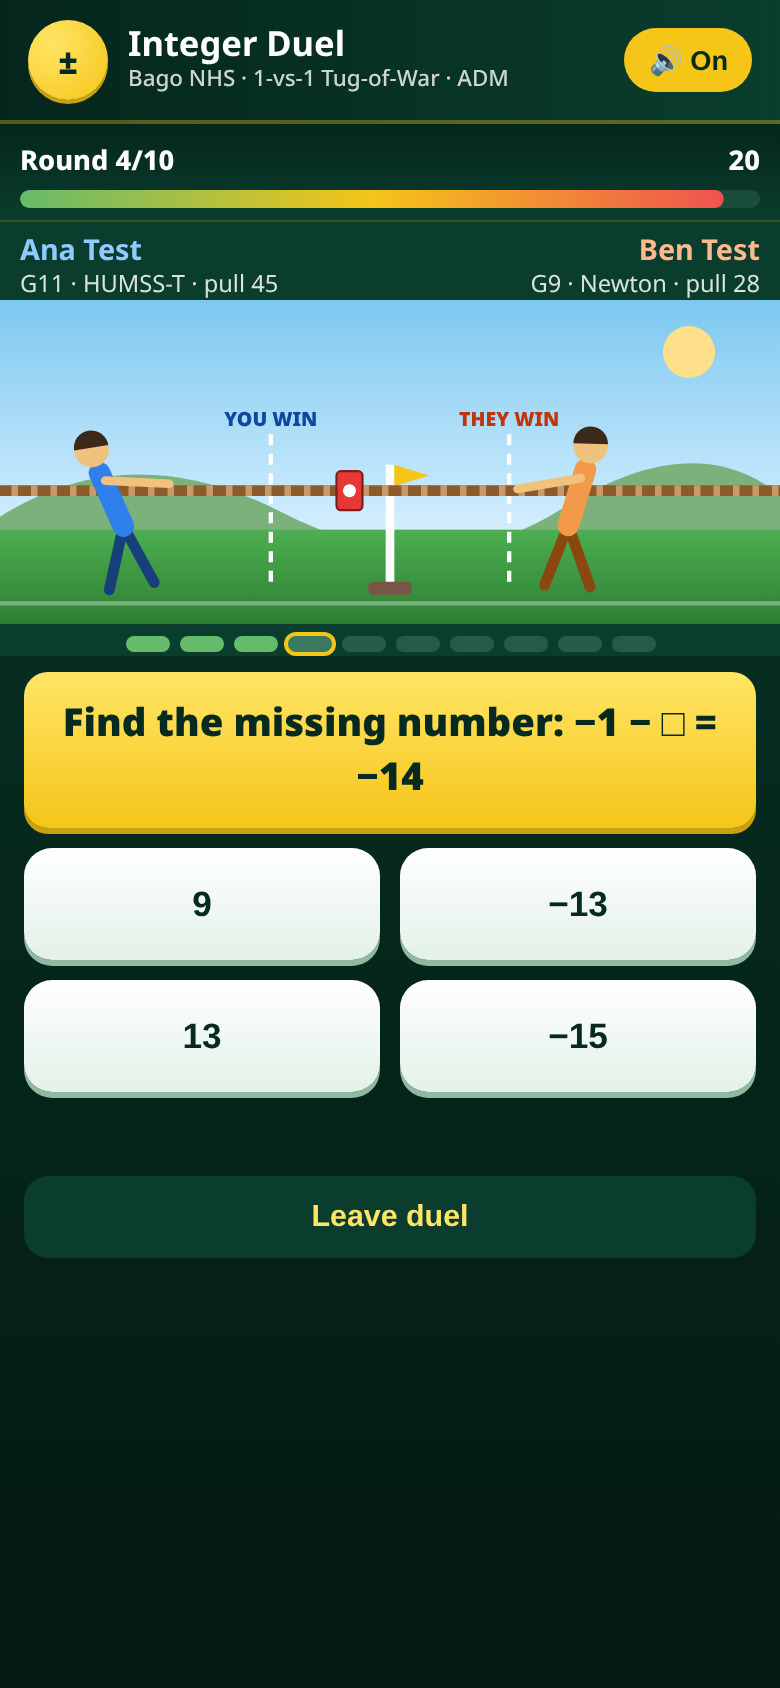 ±
Integer Duel
Bago NHS · 1-vs-1 Tug-of-War · ADM
🔊 On
Round 4/10
20
Ana Test
Ben Test
G11 · HUMSS-T · pull 45
G9 · Newton · pull 28
YOU WIN
THEY WIN
Find the missing number: −1 − □ =
−14
9
−13
13
−15
Leave duel